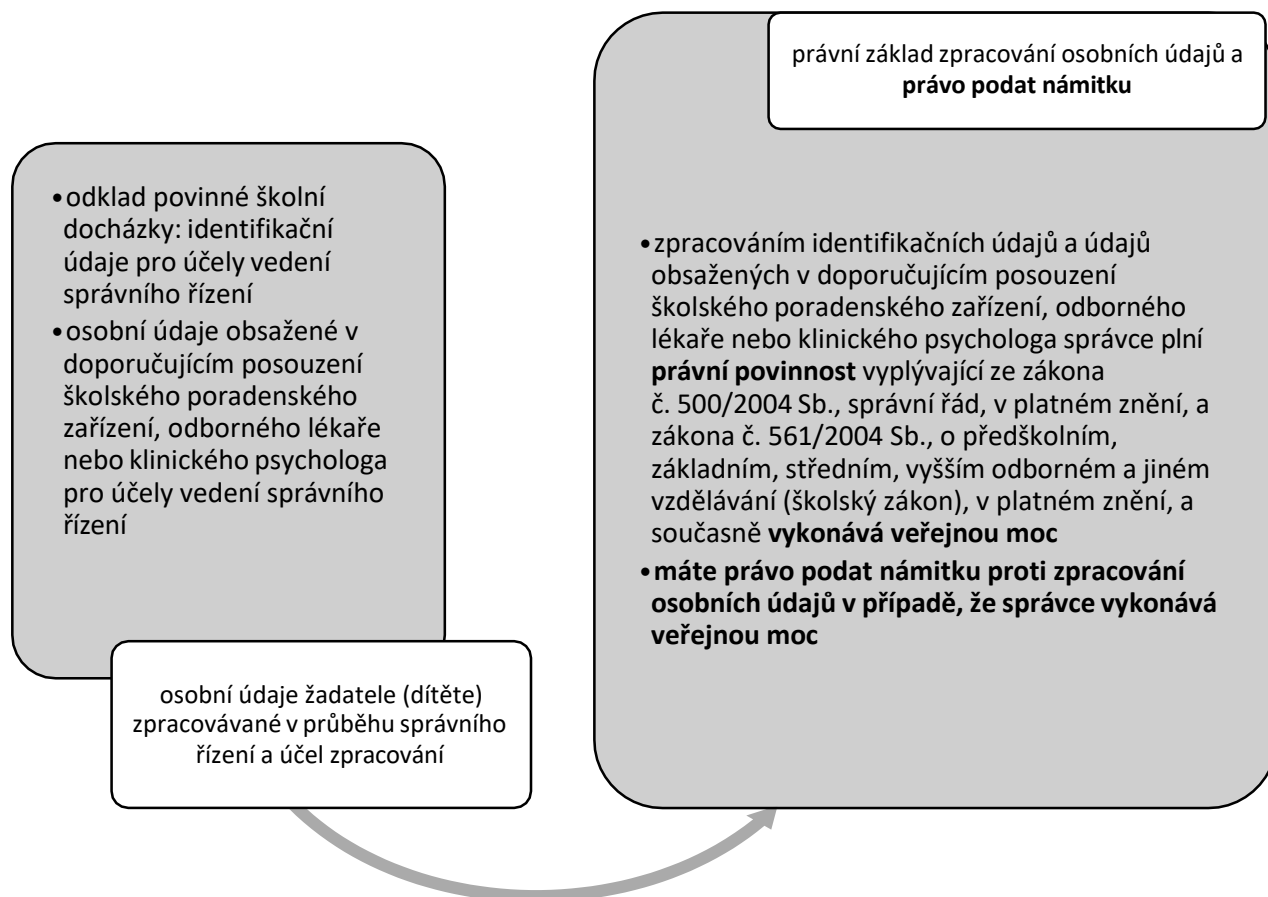 •odklad povinné školní
docházky: identifikační
údaje pro účely vedení
správního řízení
•osobní údaje obsažené v
doporučujícím posouzení
školského poradenského
zařízení, odborného lékaře
nebo klinického psychologa
pro účely vedení správního
řízení
osobní údaje žadatele (dítěte)
zpracovávané v průběhu správního
řízení a účel zpracování
právní základ zpracování osobních údajů a
právo podat námitku
•zpracováním identifikačních údajů a údajů
obsažených v doporučujícím posouzení
školského poradenského zařízení, odborného
lékaře nebo klinického psychologa správce plní
právní povinnost vyplývající ze zákona
č. 500/2004 Sb., správní řád, v platném znění, a
zákona č. 561/2004 Sb., o předškolním,
základním, středním, vyšším odborném a jiném
vzdělávání (školský zákon), v platném znění, a
současně vykonává veřejnou moc
•máte právo podat námitku proti zpracování
osobních údajů v případě, že správce vykonává
veřejnou moc